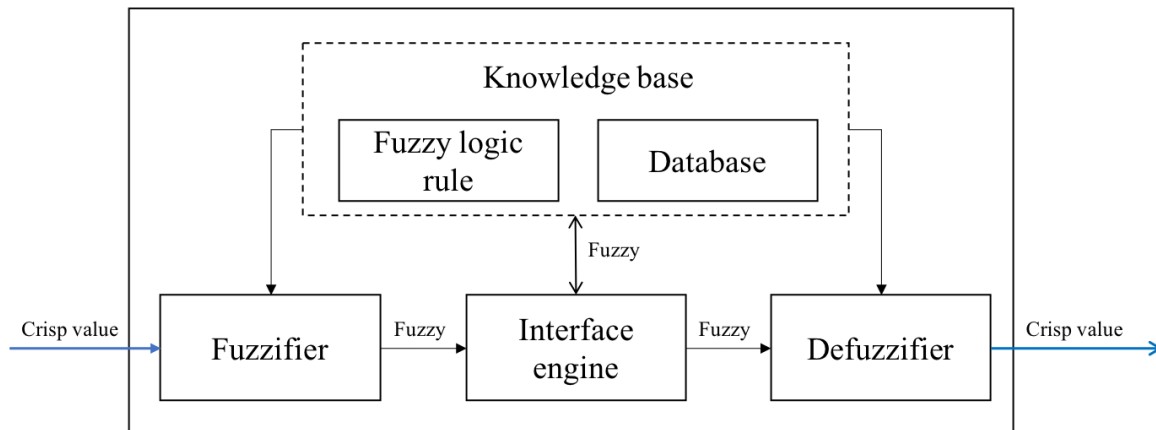 Knowledge base
Fuzzy logic
rule
Database
Fuzzy
Crisp value
Fuzzifier
Fuzzy
Interface
engine
Fuzzy
Defuzzifier
Crisp value